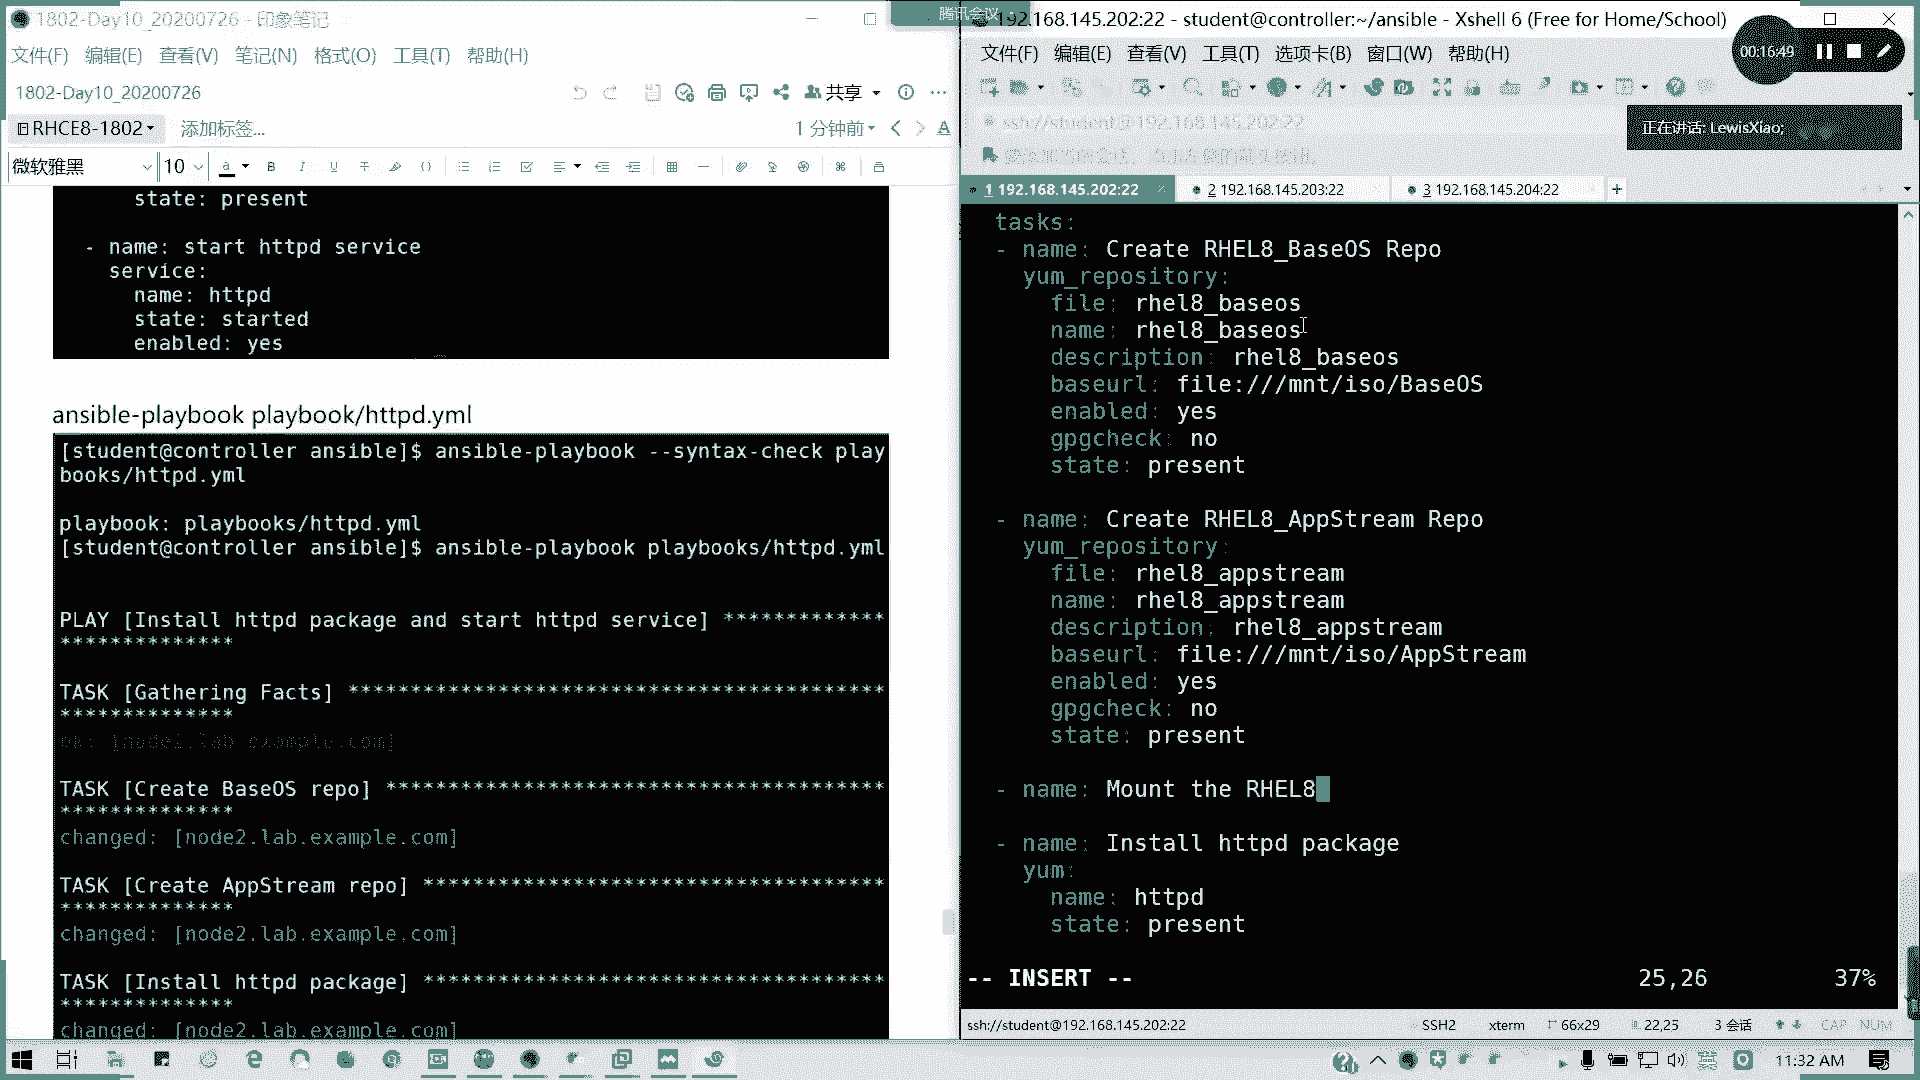 1802-Day10_20200726 - 印象笔记
文件(F) 编辑(E) 查看(V) 笔记(N) 格式(O) 工具(T) 帮助(H)
1802-Day10_20200726
共享
RHCE8-1802
添加标签...
1 分钟前
微软雅黑 10
state: present
- name: start httpd service
service:
name: httpd
state: started
enabled: yes
ansible-playbook playbook/httpd.yml
[student@controller ansible]$ ansible-playbook --syntax-check play
books/httpd.yml
playbook: playbooks/httpd.yml
[student@controller ansible]$ ansible-playbook playbooks/httpd.yml
PLAY [Install httpd package and start httpd service] *************
**************
TASK [Gathering Facts] *******************************************
**************
ok: [node2.lab.example.com]
TASK [Create BaseOS repo] ****************************************
**************
changed: [node2.lab.example.com]
TASK [Create AppStream repo] *************************************
**************
changed: [node2.lab.example.com]
TASK [Install httpd package] *************************************
**************
changed: [node2.lab.example.com]
腾讯会议
192.168.145.202:22 - student@controller:~/ansible - Xshell 6 (Free for Home/School)
文件(F) 编辑(E) 查看(V) 工具(T) 选项卡(B) 窗口(W) 帮助(H)
00:16:49
ssh://student@192.168.145.202:22
正在讲话: LewisXiao;
1 192.168.145.202:22
2 192.168.145.203:22
3 192.168.145.204:22
tasks:
- name: Create RHEL8_BaseOS Repo
yum_repository:
file: rhel8_baseos
name: rhel8_baseos
description: rhel8_baseos
baseurl: file:///mnt/iso/BaseOS
enabled: yes
gpgcheck: no
state: present
- name: Create RHEL8_AppStream Repo
yum_repository:
file: rhel8_appstream
name: rhel8_appstream
description: rhel8_appstream
baseurl: file:///mnt/iso/AppStream
enabled: yes
gpgcheck: no
state: present
- name: Mount the RHEL8
- name: Install httpd package
yum:
name: httpd
state: present
-- INSERT -- 25,26 37%
ssh://student@192.168.145.202:22 SSH2 xterm 66x29 22,25 3 会话 CAP NUM
英
11:32 AM